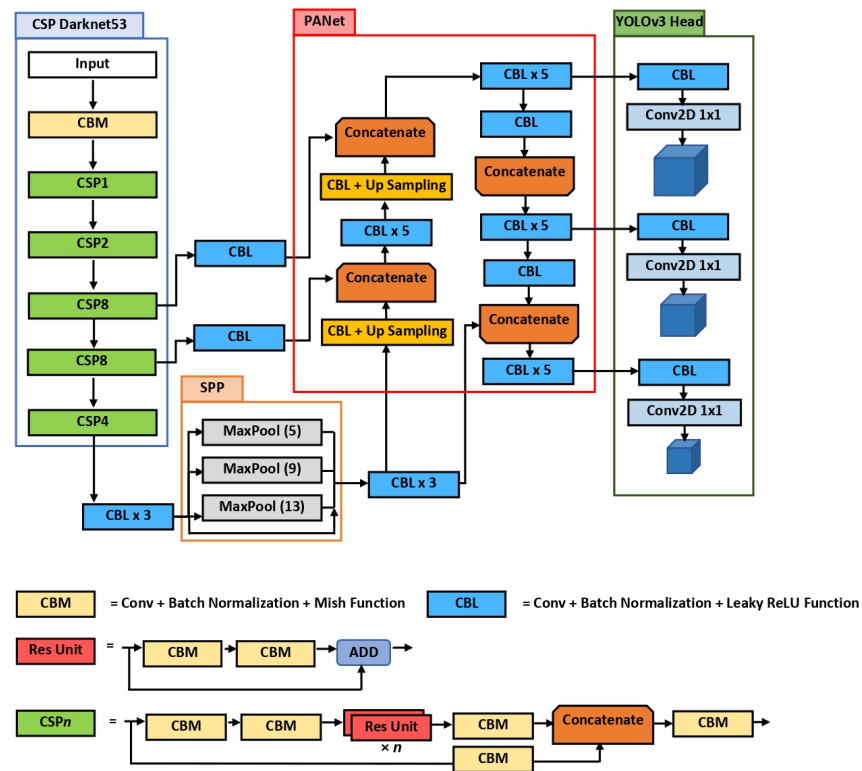 CSP Darknet53
Input
CBM
CSP1
CSP2
CSP8
CSP8
CSP4
CBL x 3
CBL
CBL
SPP
MaxPool (5)
MaxPool (9)
MaxPool (13)
CBL x 3
PANet
Concatenate
CBL + Up Sampling
CBL x 5
Concatenate
CBL + Up Sampling
CBL x 5
CBL
Concatenate
CBL x 5
CBL
Concatenate
CBL x 5
YOLOv3 Head
CBL
Conv2D 1x1
CBL
Conv2D 1x1
CBL
Conv2D 1x1
CBM = Conv + Batch Normalization + Mish Function
CBL = Conv + Batch Normalization + Leaky ReLU Function
Res Unit = CBM CBM ADD
CSPn = CBM CBM Res Unit CBM Concatenate CBM
× n
CBM